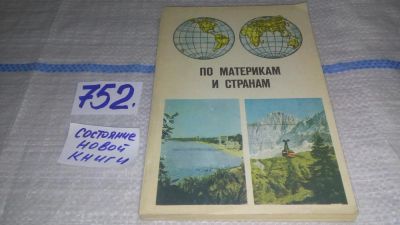 ПО МАТЕРИКАМ
И СТРАНАМ
752.
СОСТОЯНИЕ
НОВОЙ
КНИГИ